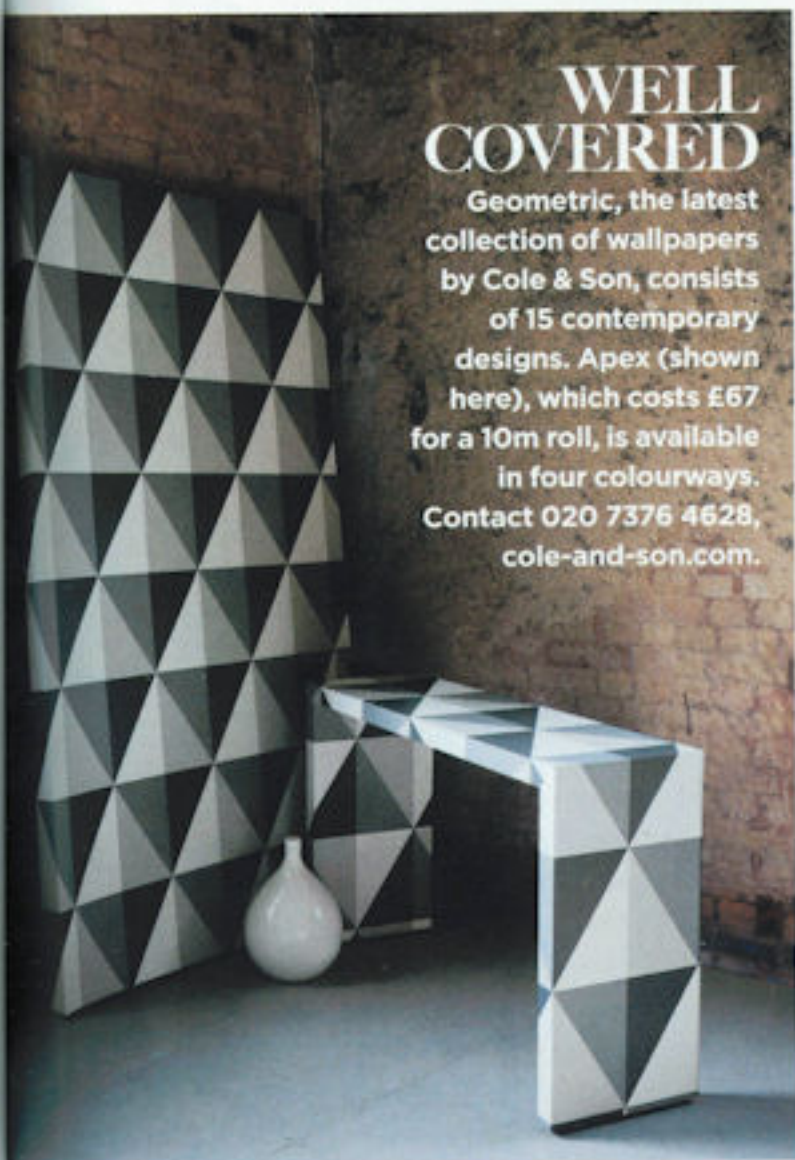 WELL
COVERED
Geometric, the latest
collection of wallpapers
by Cole & Son, consists
of 15 contemporary
designs. Apex (shown
here), which costs £67
for a 10m roll, is available
in four colourways.
Contact 020 7376 4628,
cole-and-son.com.